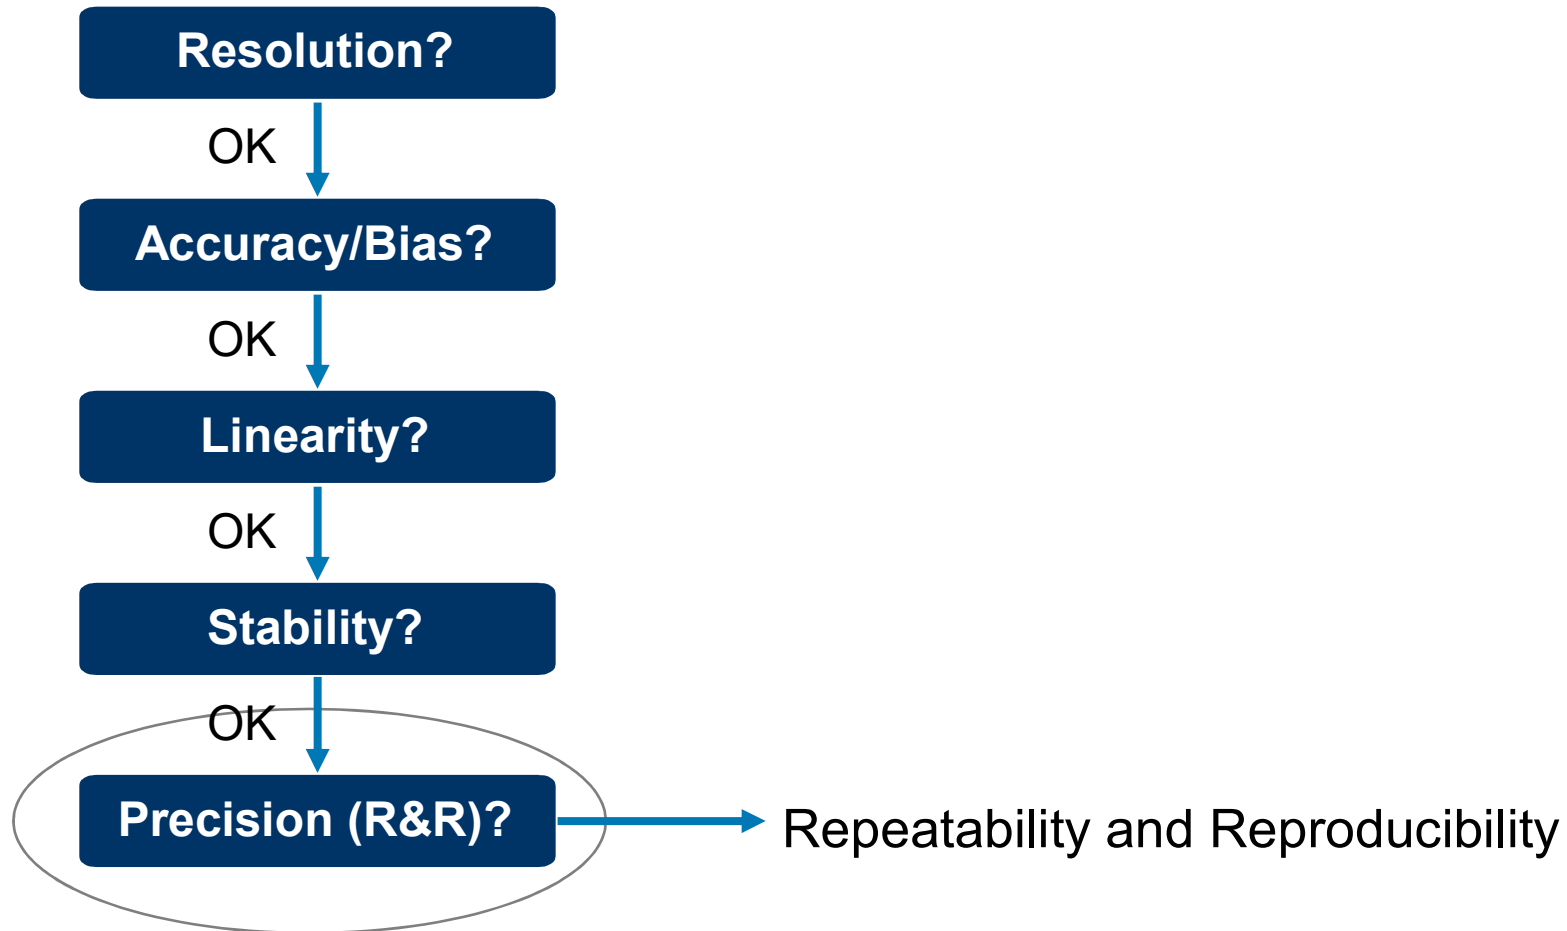 Resolution?
OK
Accuracy/Bias?
OK
Linearity?
OK
Stability?
OK
Precision (R&R)?
Repeatability and Reproducibility